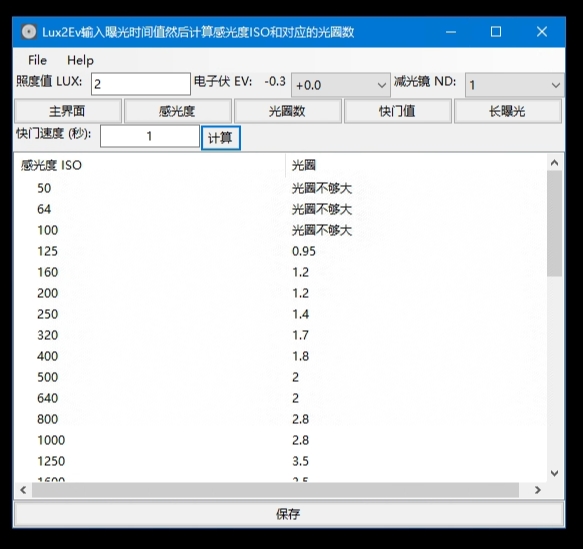 Lux2Ev输入曝光时间值然后计算感光度ISO和对应的光圈数
File Help
照度值 LUX: 2 电子伏 EV: -0.3 +0.0 减光镜 ND: 1
主界面 感光度 光圈数 快门值 长曝光
快门速度 (秒): 1 计算
感光度 ISO 光圈
50 光圈不够大
64 光圈不够大
100 光圈不够大
125 0.95
160 1.2
200 1.2
250 1.4
320 1.7
400 1.8
500 2
640 2
800 2.8
1000 2.8
1250 3.5
1600 3.5
保存